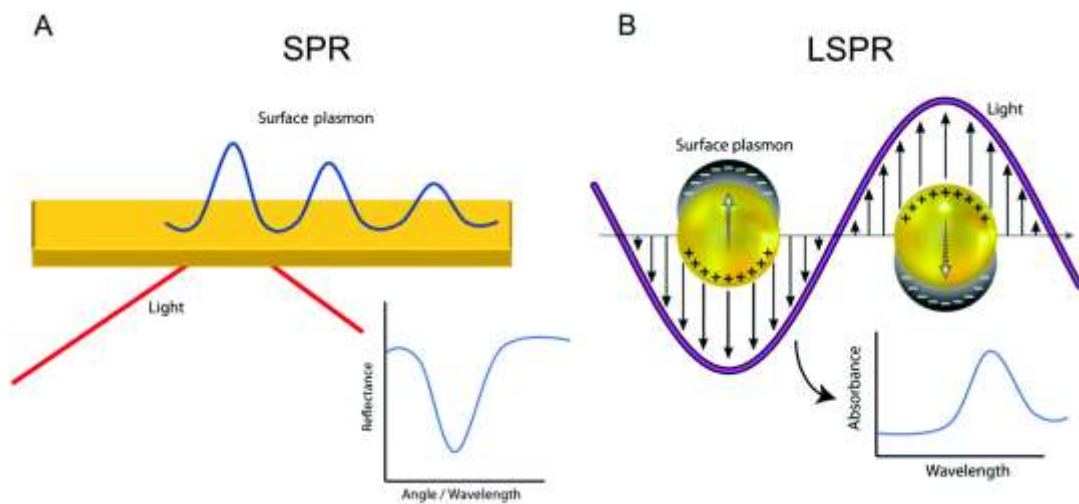 A
SPR
Surface plasmon
Light
Reflectance
Angle / Wavelength
B
LSPR
Light
Surface plasmon
Absorbance
Wavelength